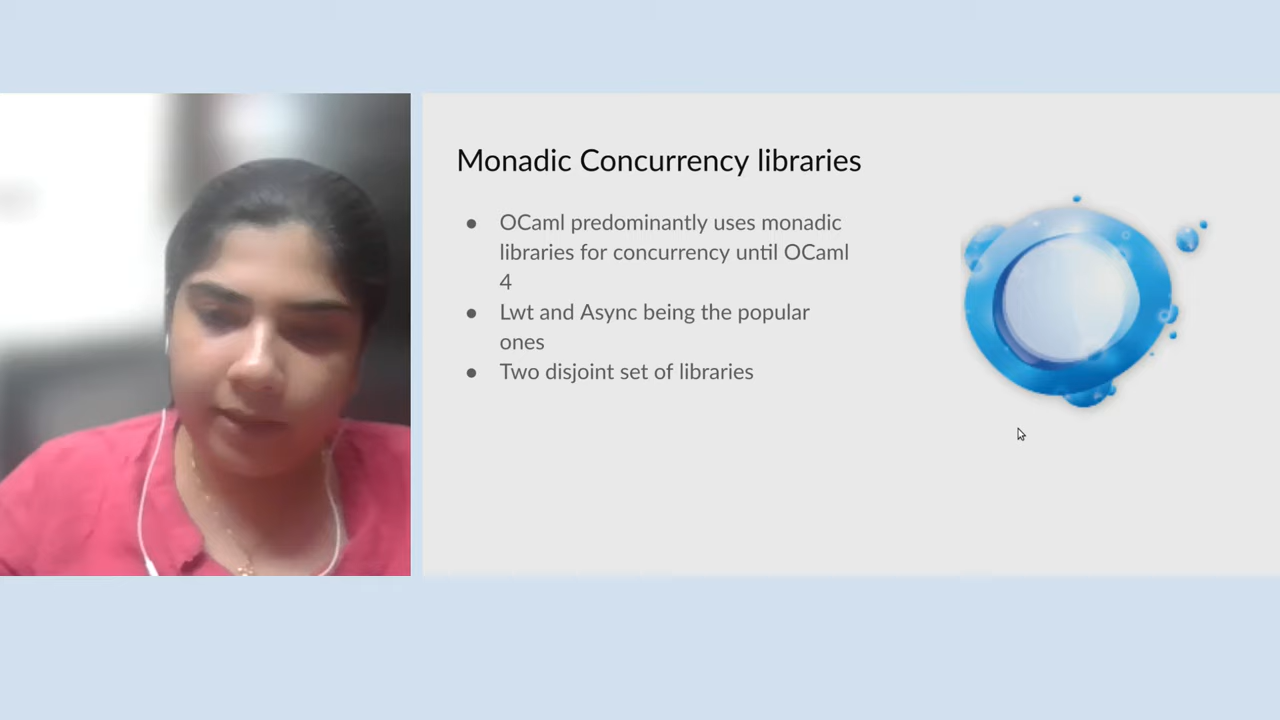 Monadic Concurrency libraries
● OCaml predominantly uses monadic
libraries for concurrency until OCaml
4
● Lwt and Async being the popular
ones
● Two disjoint set of libraries